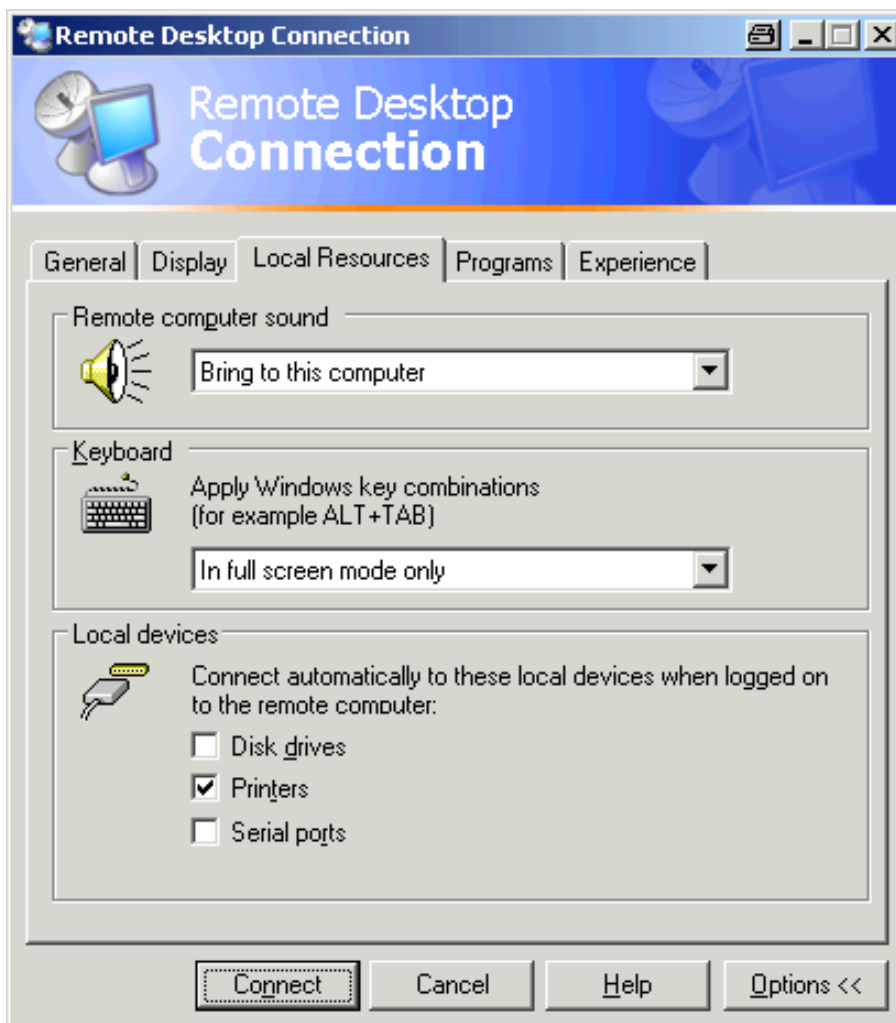 Remote Desktop Connection
Remote Desktop
Connection
General Display Local Resources Programs Experience
Remote computer sound
Bring to this computer
Keyboard
Apply Windows key combinations
(for example ALT+TAB)
In full screen mode only
Local devices
Connect automatically to these local devices when logged on
to the remote computer:
Disk drives
Printers
Serial ports
Connect Cancel Help Options <<